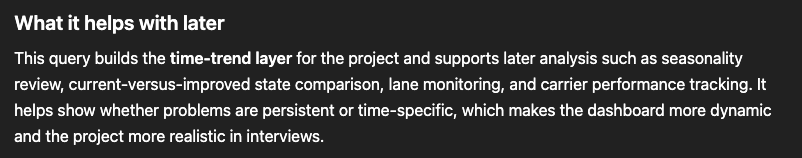 What it helps with later
This query builds the time-trend layer for the project and supports later analysis such as seasonality
review, current-versus-improved state comparison, lane monitoring, and carrier performance tracking. It
helps show whether problems are persistent or time-specific, which makes the dashboard more dynamic
and the project more realistic in interviews.